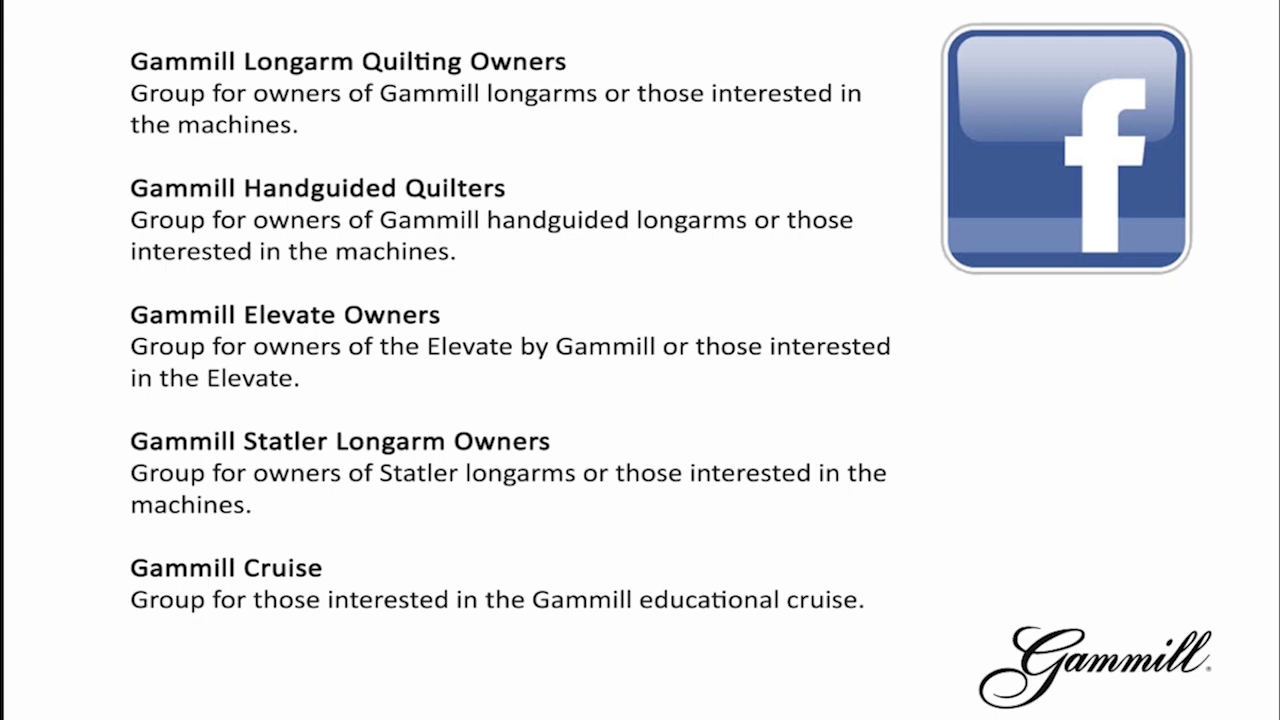 Gammill Longarm Quilting Owners
Group for owners of Gammill longarms or those interested in
the machines.
Gammill Handguided Quilters
Group for owners of Gammill handguided longarms or those
interested in the machines.
Gammill Elevate Owners
Group for owners of the Elevate by Gammill or those interested
in the Elevate.
Gammill Statler Longarm Owners
Group for owners of Statler longarms or those interested in the
machines.
Gammill Cruise
Group for those interested in the Gammill educational cruise.
f
Gammill